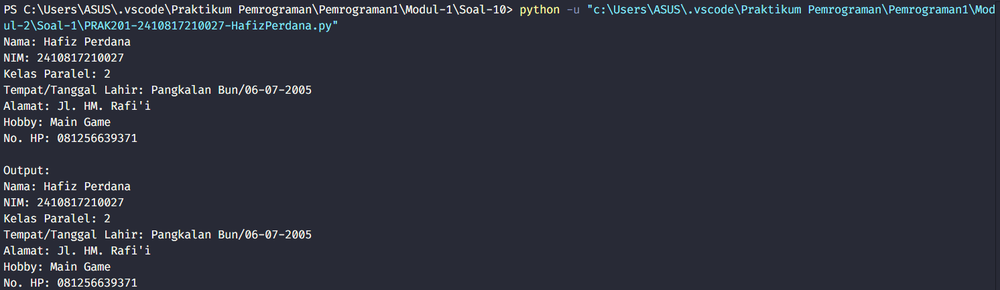 PS C:\Users\ASUS\.vscode\Praktikum Pemrograman\Pemrograman1\Modul-1\Soal-10> python -u "c:\Users\ASUS\.vscode\Praktikum Pemrograman\Pemrograman1\Mod
ul-2\Soal-1\PRAK201-2410817210027-HafizPerdana.py"
Nama: Hafiz Perdana
NIM: 2410817210027
Kelas Paralel: 2
Tempat/Tanggal Lahir: Pangkalan Bun/06-07-2005
Alamat: Jl. HM. Rafi'i
Hobby: Main Game
No. HP: 081256639371

Output:
Nama: Hafiz Perdana
NIM: 2410817210027
Kelas Paralel: 2
Tempat/Tanggal Lahir: Pangkalan Bun/06-07-2005
Alamat: Jl. HM. Rafi'i
Hobby: Main Game
No. HP: 081256639371